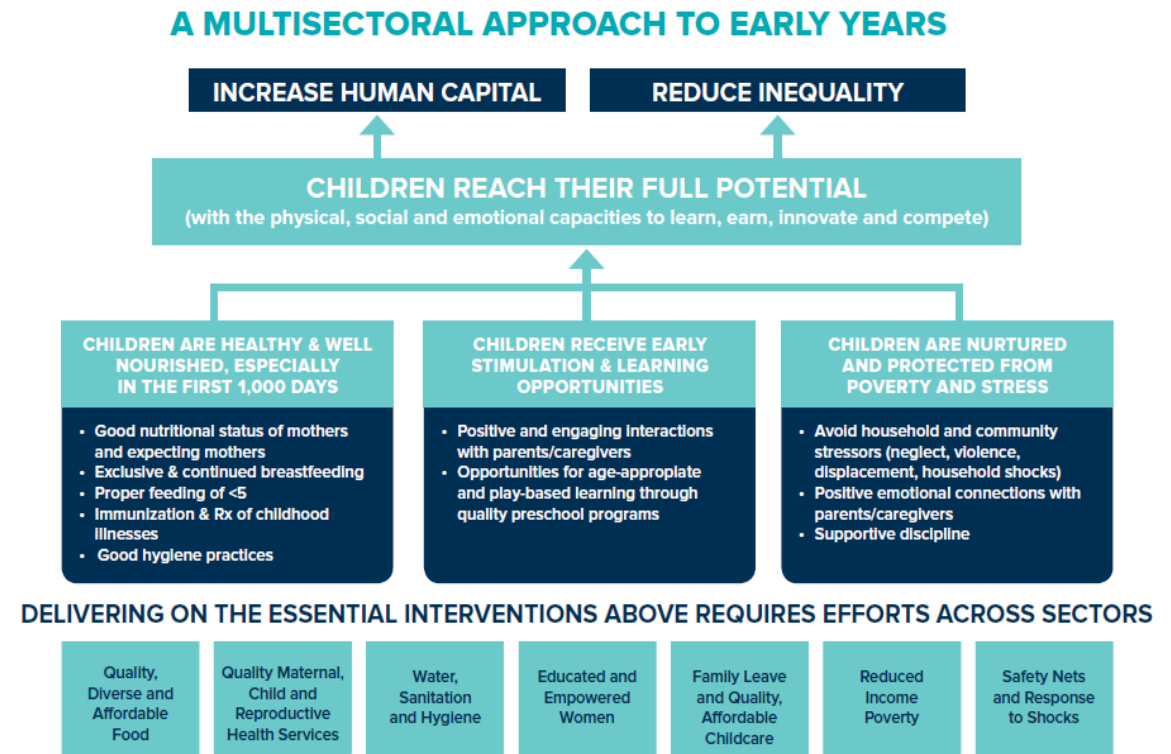 A MULTISECTORAL APPROACH TO EARLY YEARS
INCREASE HUMAN CAPITAL
REDUCE INEQUALITY
CHILDREN REACH THEIR FULL POTENTIAL
(with the physical, social and emotional capacities to learn, earn, innovate and compete)
CHILDREN ARE HEALTHY & WELL
NOURISHED, ESPECIALLY
IN THE FIRST 1,000 DAYS
• Good nutritional status of mothers
and expecting mothers
• Exclusive & continued breastfeeding
• Proper feeding of <5
• Immunization & Rx of childhood
illnesses
• Good hygiene practices
CHILDREN RECEIVE EARLY
STIMULATION & LEARNING
OPPORTUNITIES
• Positive and engaging interactions
with parents/caregivers
• Opportunities for age-appropiate
and play-based learning through
quality preschool programs
CHILDREN ARE NURTURED
AND PROTECTED FROM
POVERTY AND STRESS
• Avoid household and community
stressors (neglect, violence,
displacement, household shocks)
• Positive emotional connections with
parents/caregivers
• Supportive discipline
DELIVERING ON THE ESSENTIAL INTERVENTIONS ABOVE REQUIRES EFFORTS ACROSS SECTORS
Quality,
Diverse and
Affordable
Food
Quality Maternal,
Child and
Reproductive
Health Services
Water,
Sanitation
and Hygiene
Educated and
Empowered
Women
Family Leave
and Quality,
Affordable
Childcare
Reduced
Income
Poverty
Safety Nets
and Response
to Shocks